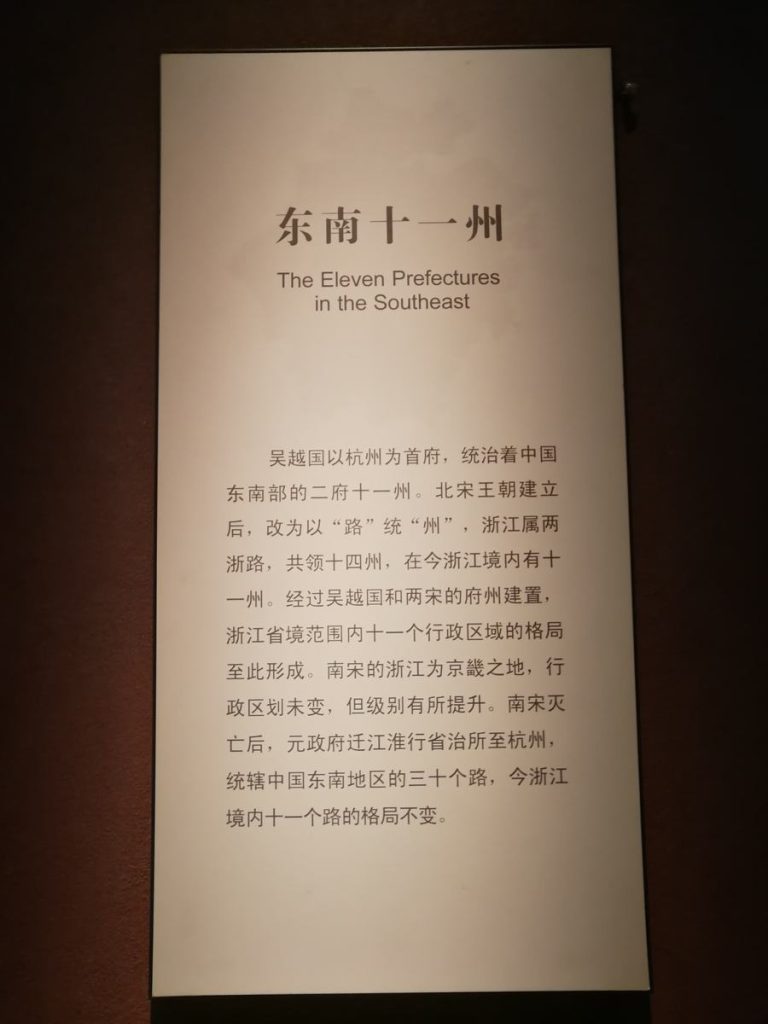 东南十一州
The Eleven Prefectures
in the Southeast
吴越国以杭州为首府，统治着中国
东南部的二府十一州。北宋王朝建立
后，改为以“路”统“州”，浙江属两
浙路，共领十四州，在今浙江境内有十
一州。经过吴越国和两宋的府州建置，
浙江省境范围内十一个行政区域的格局
至此形成。南宋的浙江为京畿之地，行
政区划未变，但级别有所提升。南宋灭
亡后，元政府迁江淮行省治所至杭州，
统辖中国东南地区的三十个路，今浙江
境内十一个路的格局不变。